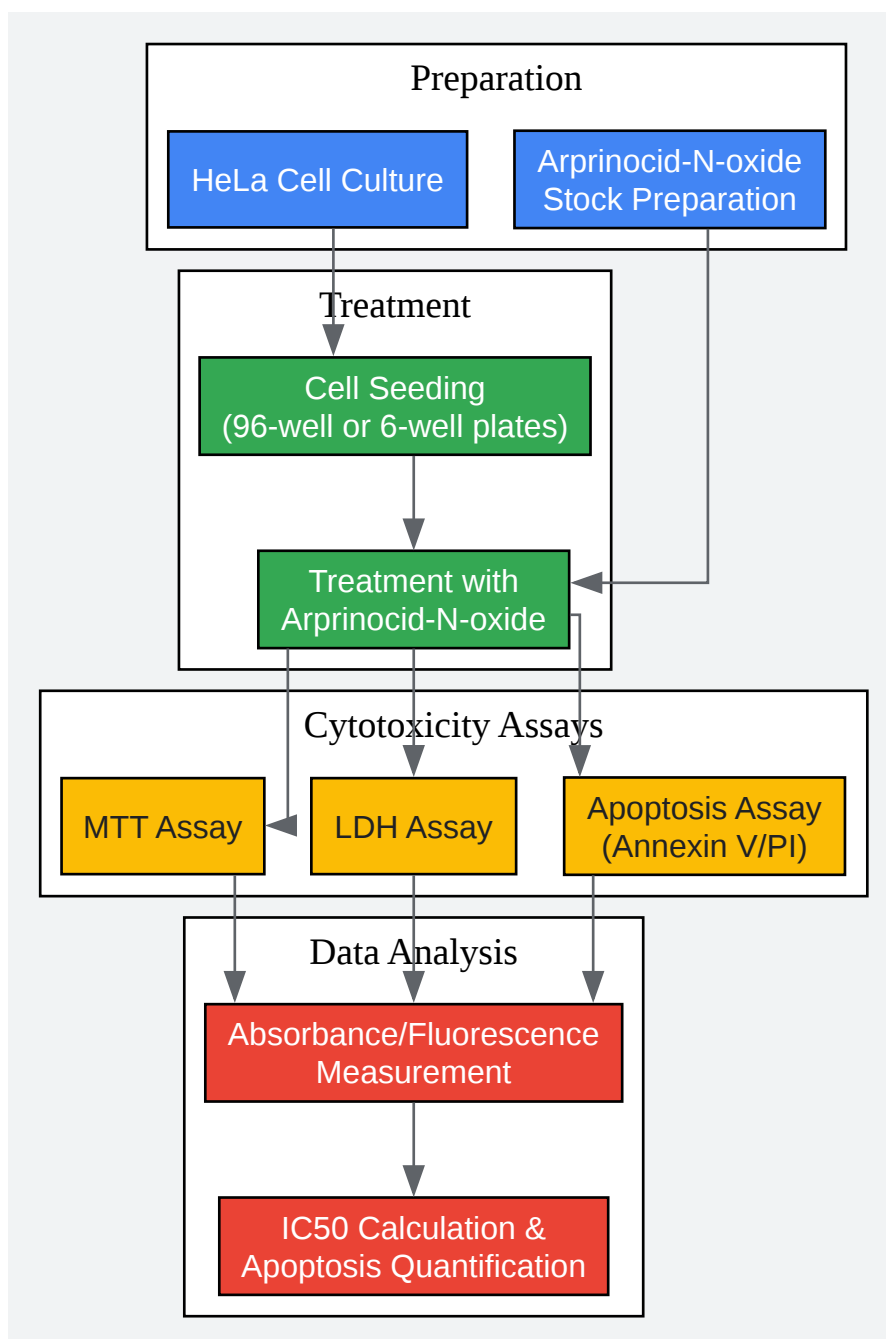 Preparation
HeLa Cell Culture
Arprinocid-N-oxide
Stock Preparation
Treatment
Cell Seeding
(96-well or 6-well plates)
Treatment with
Arprinocid-N-oxide
Cytotoxicity Assays
MTT Assay
LDH Assay
Apoptosis Assay
(Annexin V/PI)
Data Analysis
Absorbance/Fluorescence
Measurement
IC50 Calculation &
Apoptosis Quantification